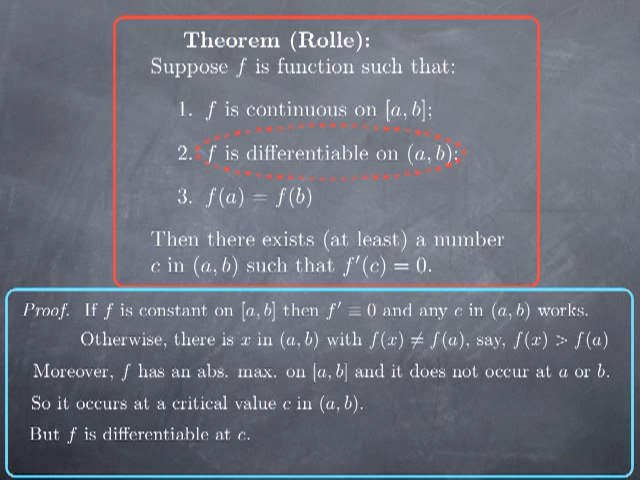 Theorem (Rolle):
Suppose f is function such that:
1. f is continuous on [a, b];
2. f is differentiable on (a, b);
3. f(a) = f(b)
Then there exists (at least) a number
c in (a, b) such that f′(c) = 0.
Proof. If f is constant on [a, b] then f′ ≡ 0 and any c in (a, b) works.
Otherwise, there is x in (a, b) with f(x) ≠ f(a), say, f(x) > f(a)
Moreover, f has an abs. max. on [a, b] and it does not occur at a or b.
So it occurs at a critical value c in (a, b).
But f is differentiable at c.